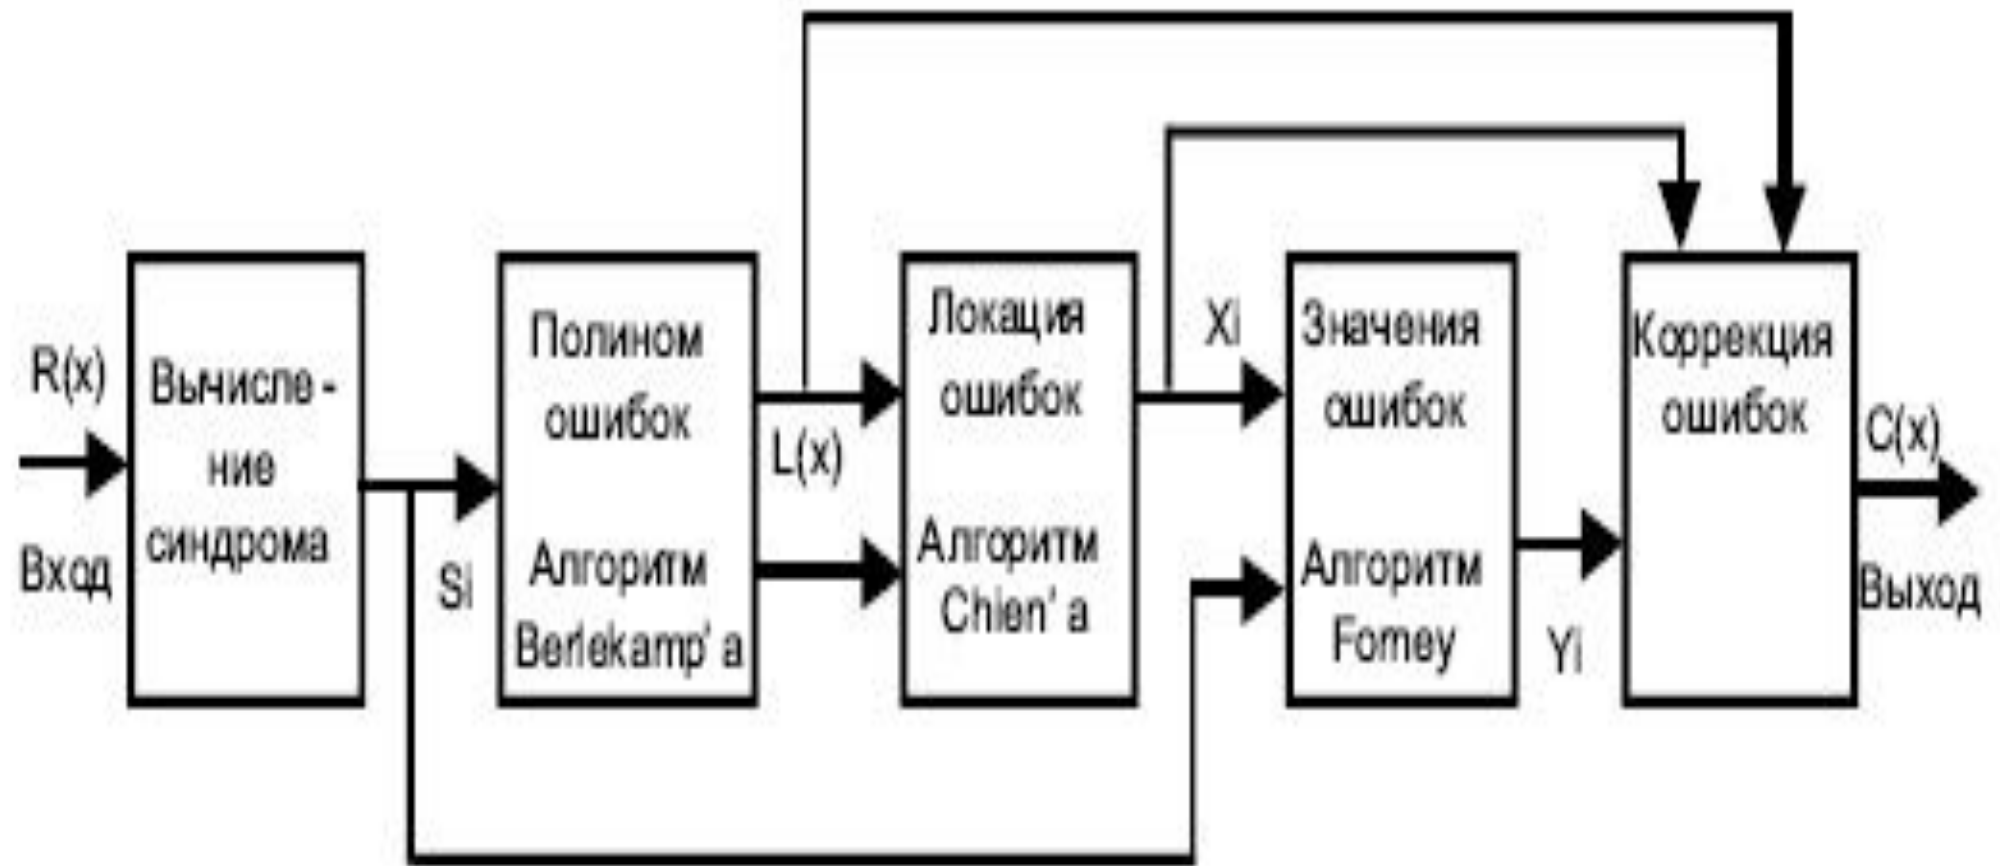 R(x)
Вход
Вычисле -
ние
синдрома
Si
Полином
ошибок
Алгоритм
Berlekamp' a
L(x)
Локация
ошибок
Алгоритм
Chien' a
Xi
Значения
ошибок
Алгоритм
Forney
Yi
Коррекция
ошибок
C(x)
Выход